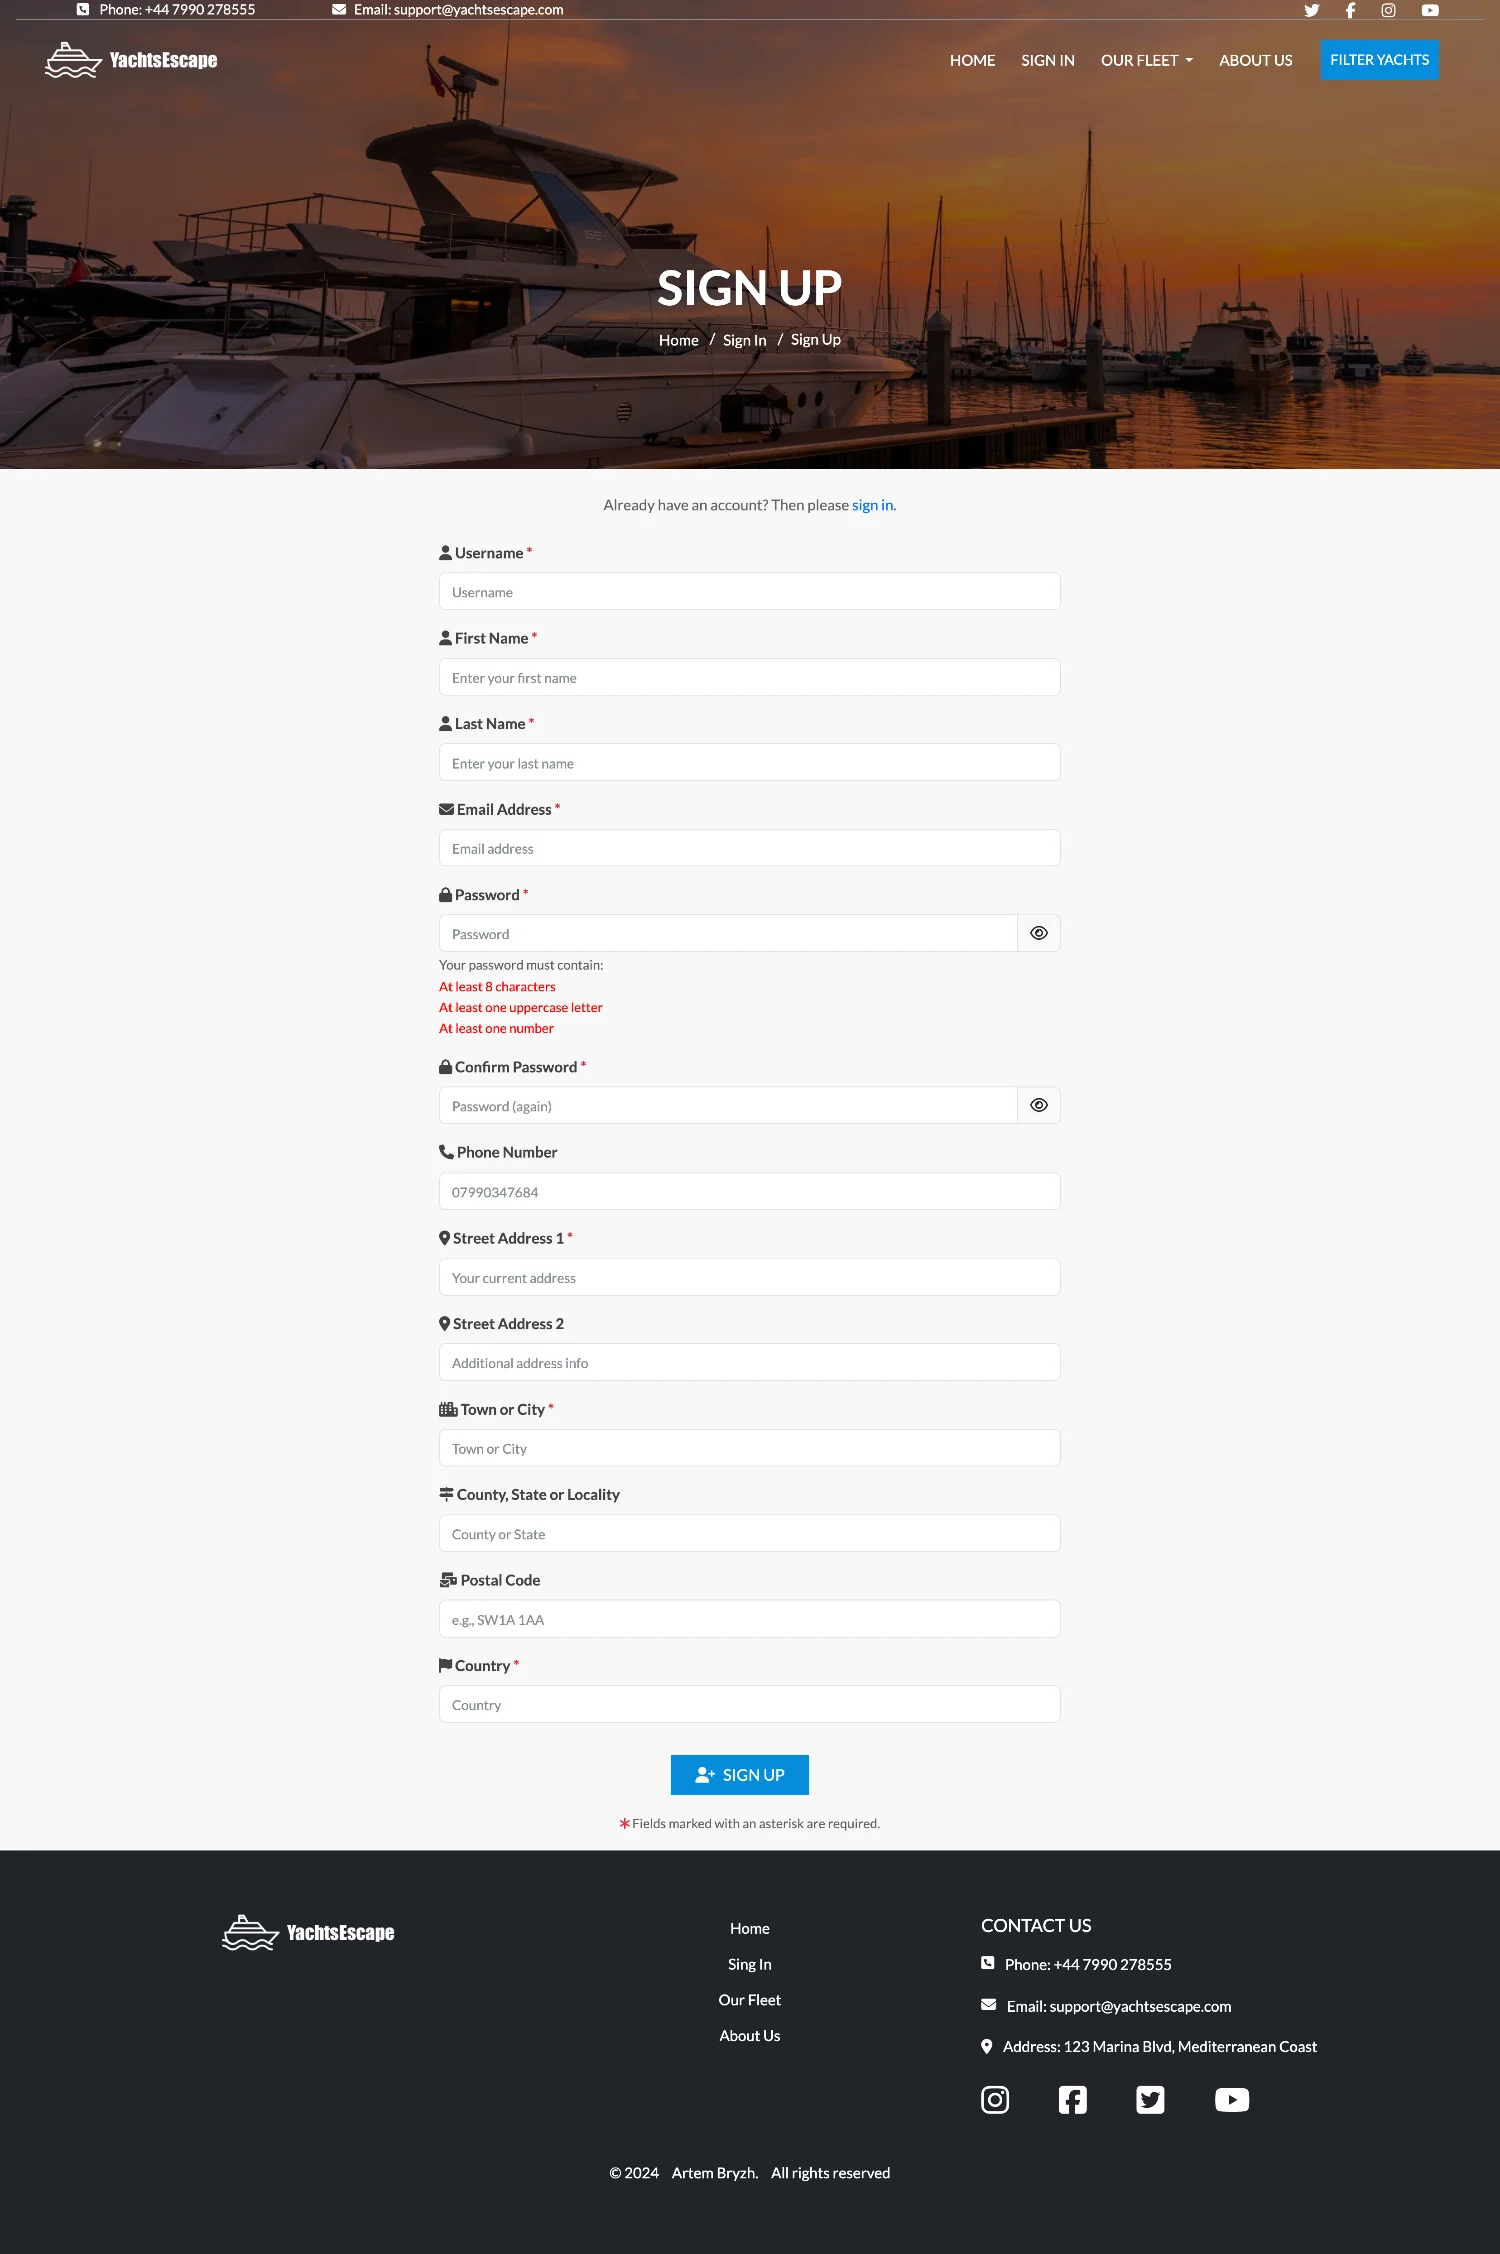 Phone: +44 7990 278555
Email: support@yachtsescape.com
YachtsEscape
HOME
SIGN IN
OUR FLEET
ABOUT US
FILTER YACHTS
SIGN UP
Home / Sign In / Sign Up
Already have an account? Then please sign in.
Username *
Username
First Name *
Enter your first name
Last Name *
Enter your last name
Email Address *
Email address
Password *
Password
Your password must contain:
At least 8 characters
At least one uppercase letter
At least one number
Confirm Password *
Password (again)
Phone Number
07990347684
Street Address 1 *
Your current address
Street Address 2
Additional address info
Town or City *
Town or City
County, State or Locality
County or State
Postal Code
e.g., SW1A 1AA
Country *
Country
SIGN UP
* Fields marked with an asterisk are required.
YachtsEscape
Home
Sing In
Our Fleet
About Us
CONTACT US
Phone: +44 7990 278555
Email: support@yachtsescape.com
Address: 123 Marina Blvd, Mediterranean Coast
© 2024 Artem Bryzh. All rights reserved